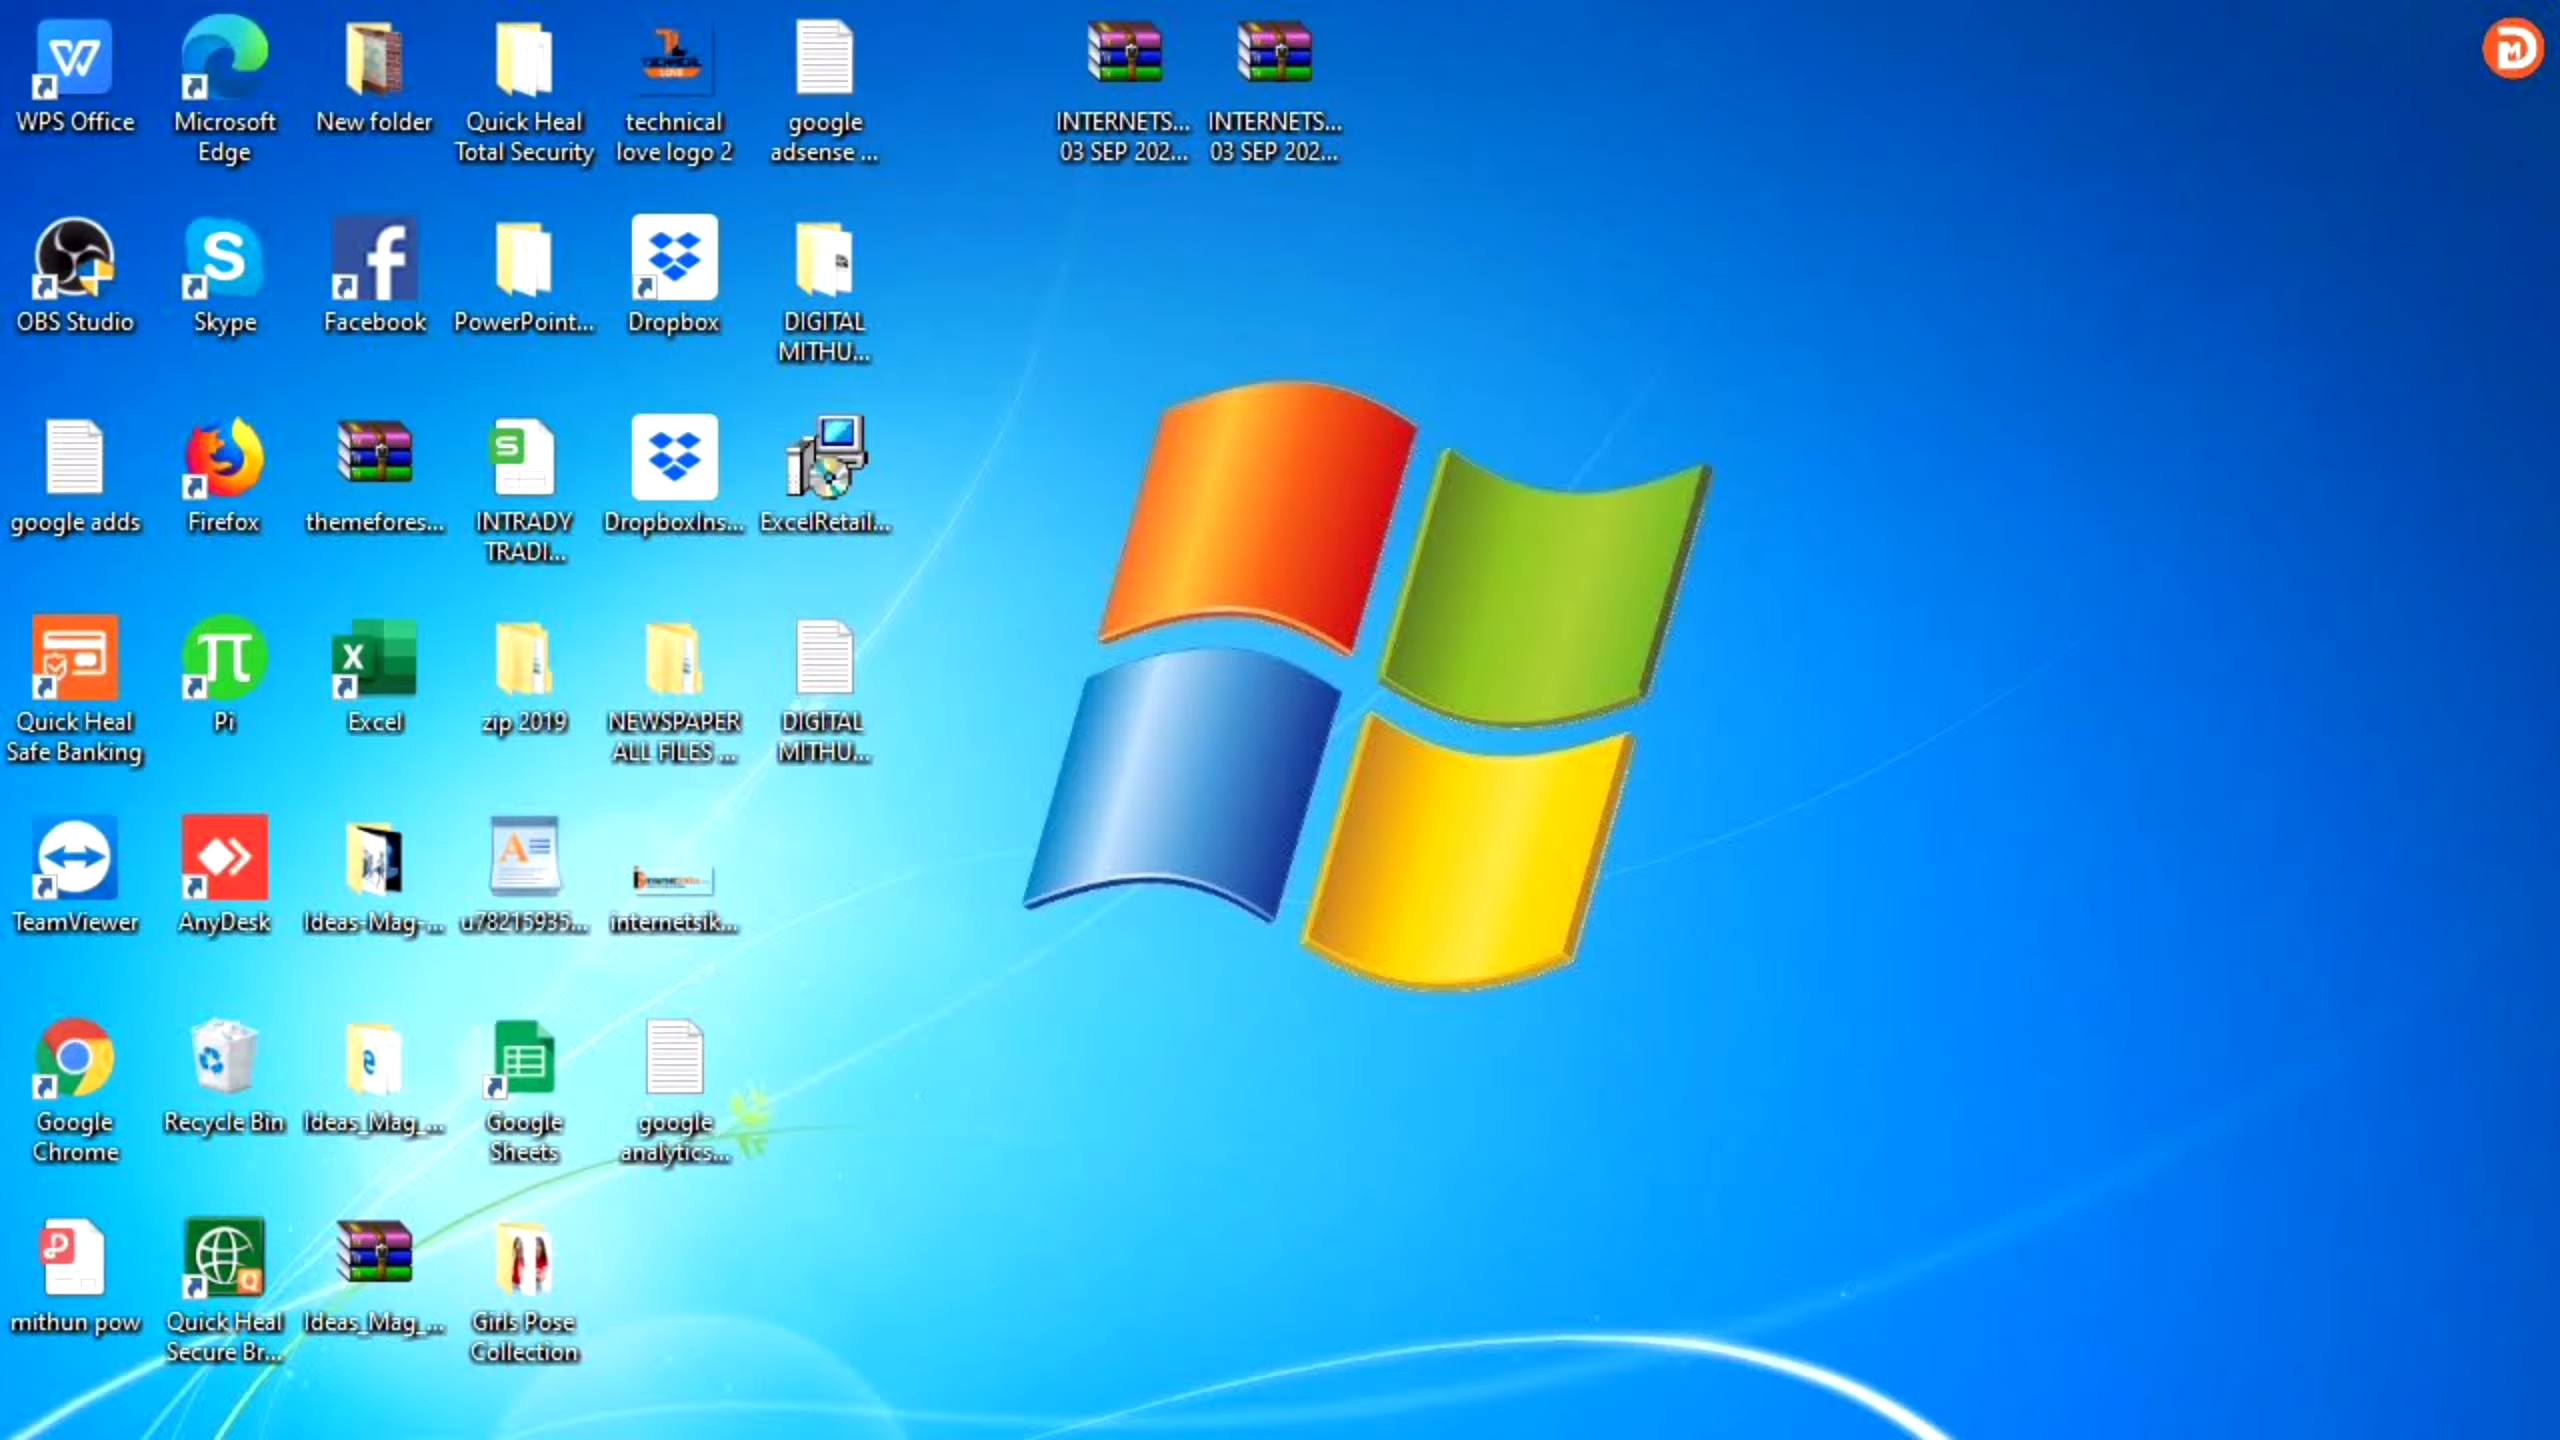 WPS Office
Microsoft
Edge
New folder
Quick Heal
Total Security
technical
love logo 2
google
adsense ...
INTERNETS...
03 SEP 202...
INTERNETS...
03 SEP 202...
OBS Studio
Skype
Facebook
PowerPoint...
Dropbox
DIGITAL
MITHU...
google adds
Firefox
themefores...
INTRADY
TRADI...
DropboxIns...
ExcelRetail...
Quick Heal
Safe Banking
Pi
Excel
zip 2019
NEWSPAPER
ALL FILES ...
DIGITAL
MITHU...
TeamViewer
AnyDesk
Ideas-Mag-...
u78215935...
internetsik...
Google
Chrome
Recycle Bin
Ideas_Mag_...
Google
Sheets
google
analytics...
mithun pow
Quick Heal
Secure Br...
Ideas_Mag_...
Girls Pose
Collection